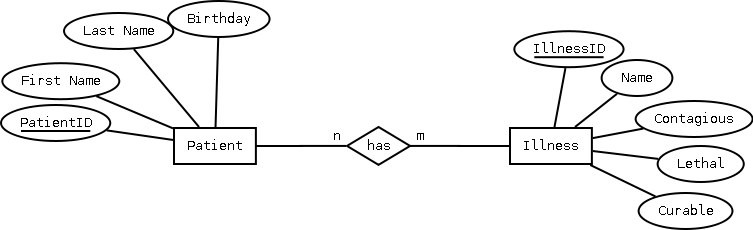 Last Name
Birthday
First Name
PatientID
Patient
n
has
m
IllnessID
Name
Contagious
Illness
Lethal
Curable